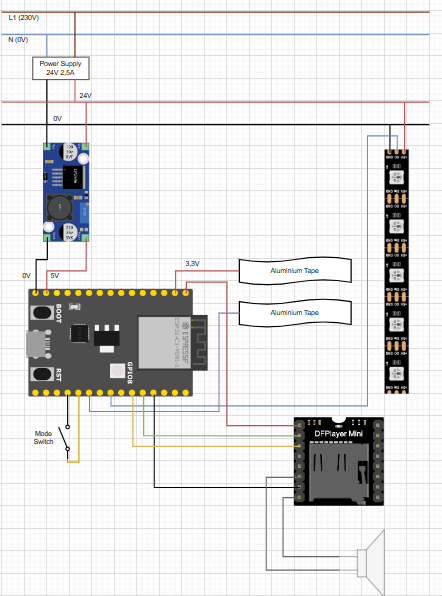 L1 (230V)
N (0V)
Power Supply
24V 2,5A
24V
0V
0V
5V
3,3V
Aluminium Tape
Aluminium Tape
BOOT
RST
GPIO8
ESPRESSIF
Mode
Switch
DFPlayer Mini